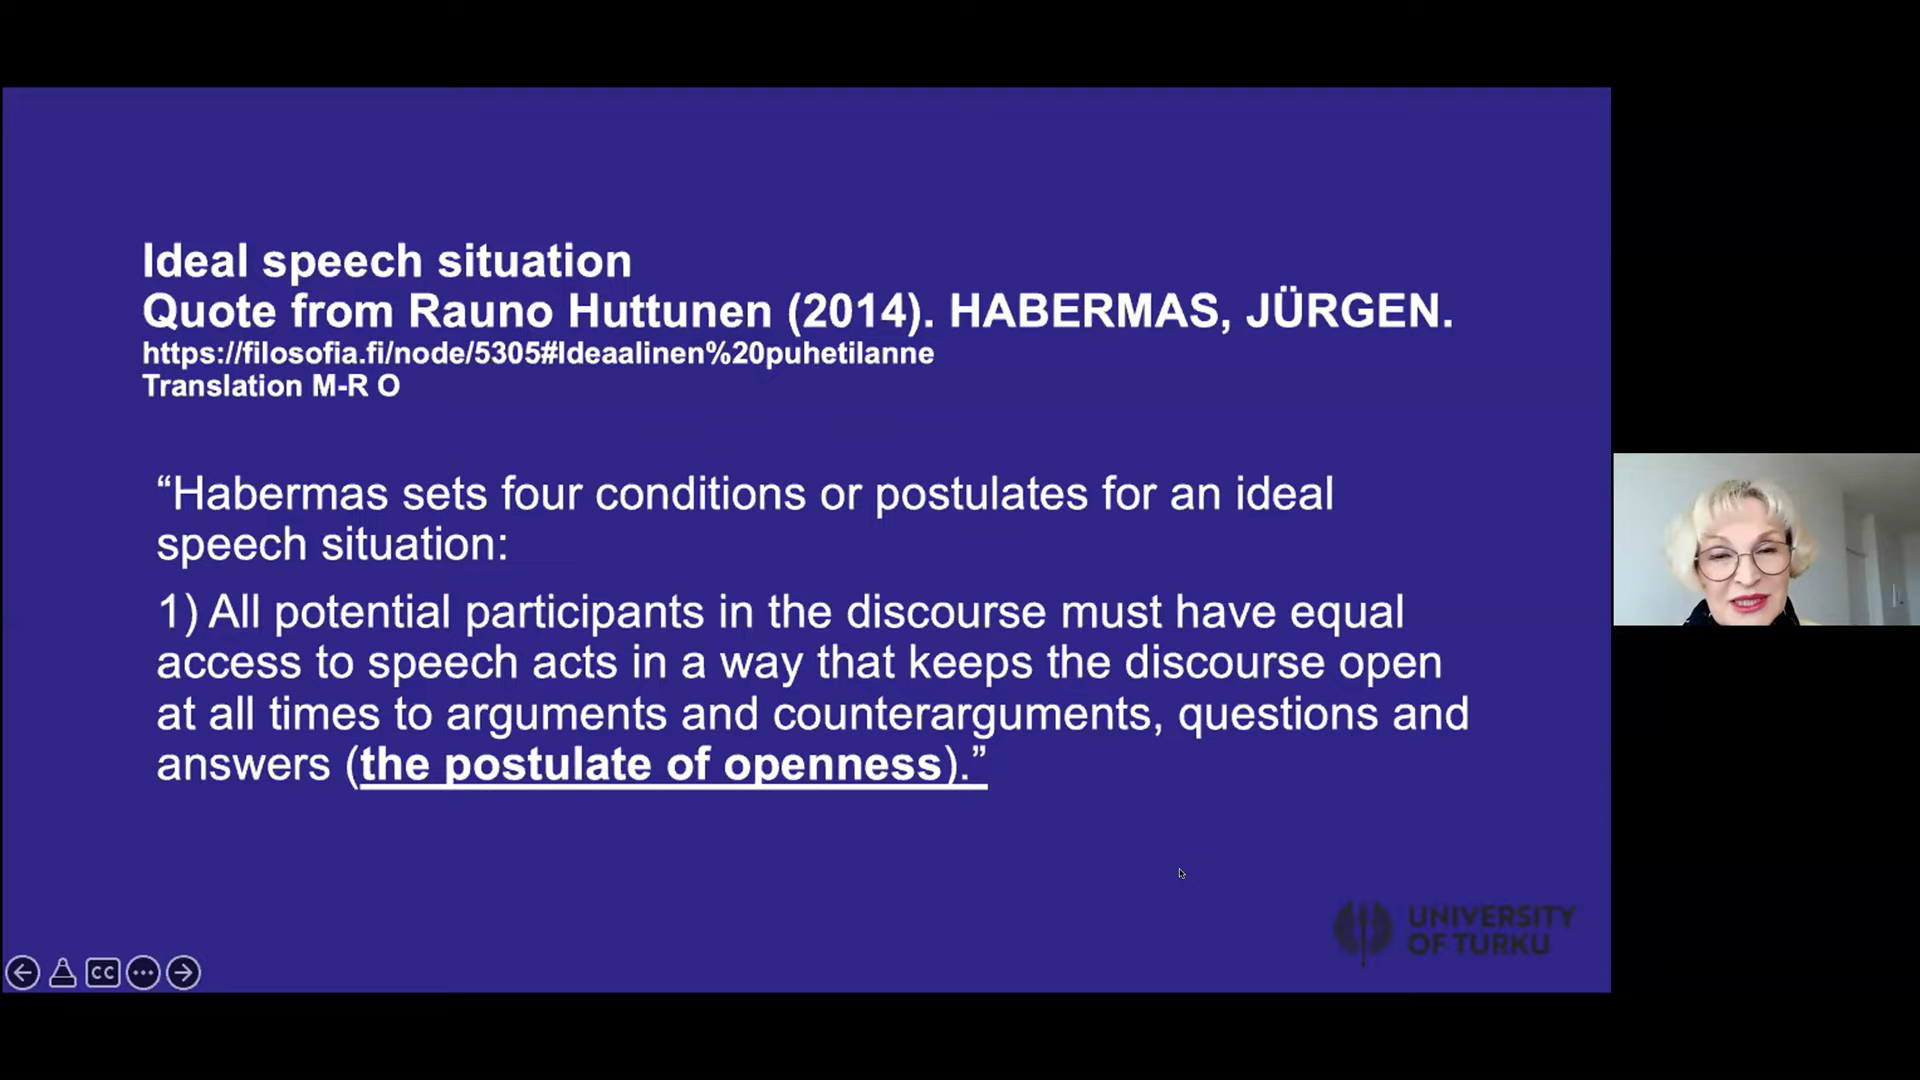 Ideal speech situation
Quote from Rauno Huttunen (2014). HABERMAS, JÜRGEN.
https://filosofia.fi/node/5305#Ideaalinen%20puhetilanne
Translation M-R O
“Habermas sets four conditions or postulates for an ideal
speech situation:
1) All potential participants in the discourse must have equal
access to speech acts in a way that keeps the discourse open
at all times to arguments and counterarguments, questions and
answers (the postulate of openness).”
UNIVERSITY
OF TURKU
CC